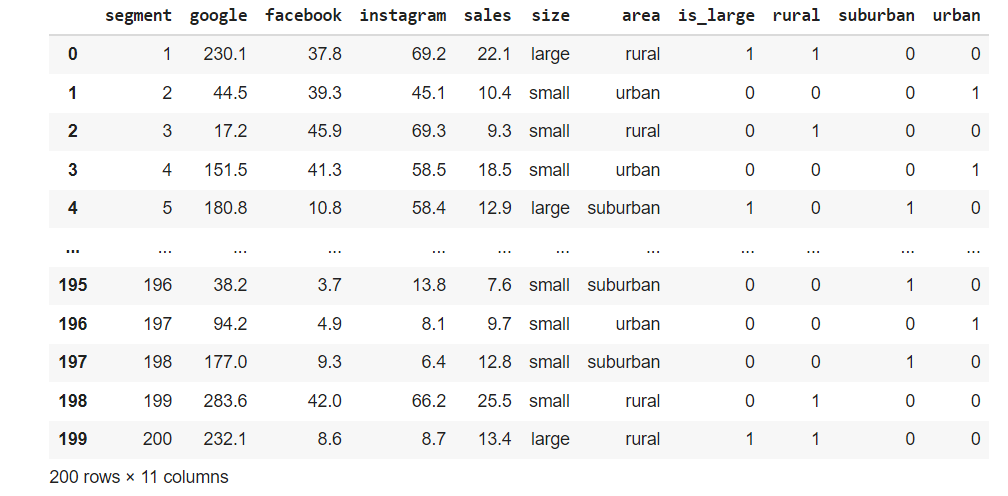 segment google facebook instagram sales size area is_large rural suburban urban
0 1 230.1 37.8 69.2 22.1 large rural 1 1 0 0
1 2 44.5 39.3 45.1 10.4 small urban 0 0 0 1
2 3 17.2 45.9 69.3 9.3 small rural 0 1 0 0
3 4 151.5 41.3 58.5 18.5 small urban 0 0 0 1
4 5 180.8 10.8 58.4 12.9 large suburban 1 0 1 0
... ... ... ... ... ... ... ... ... ... ... ...
195 196 38.2 3.7 13.8 7.6 small suburban 0 0 1 0
196 197 94.2 4.9 8.1 9.7 small urban 0 0 0 1
197 198 177.0 9.3 6.4 12.8 small suburban 0 0 1 0
198 199 283.6 42.0 66.2 25.5 small rural 0 1 0 0
199 200 232.1 8.6 8.7 13.4 large rural 1 1 0 0
200 rows × 11 columns